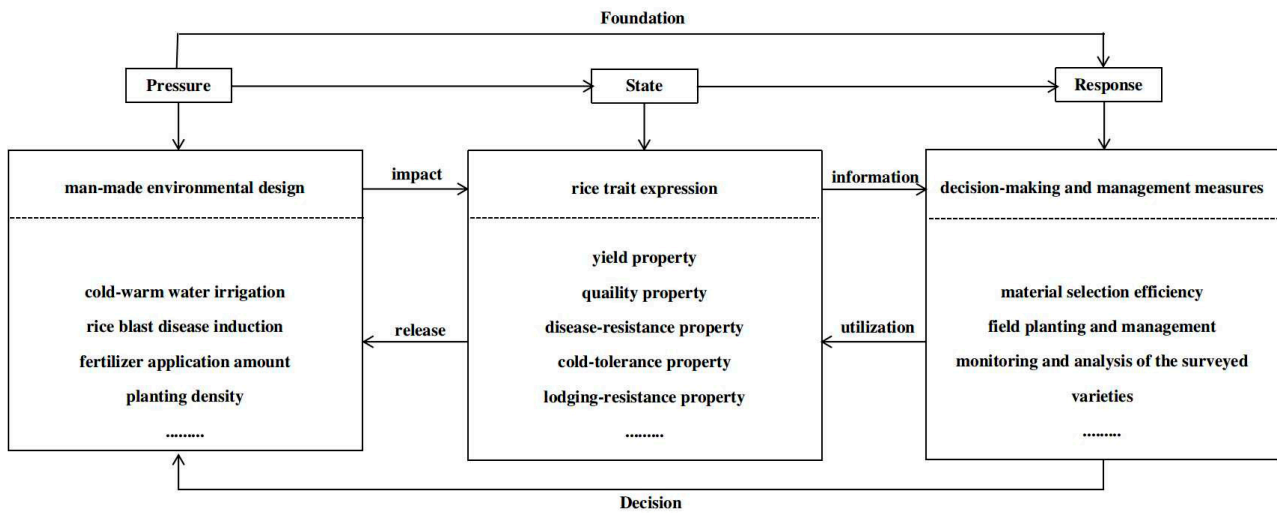 Foundation
Pressure
State
Response
man-made environmental design
impact
rice trait expression
information
decision-making and management measures
cold-warm water irrigation
rice blast disease induction
fertilizer application amount
planting density
.........
release
yield property
quaility property
disease-resistance property
cold-tolerance property
lodging-resistance property
.........
utilization
material selection efficiency
field planting and management
monitoring and analysis of the surveyed
varieties
.........
Decision